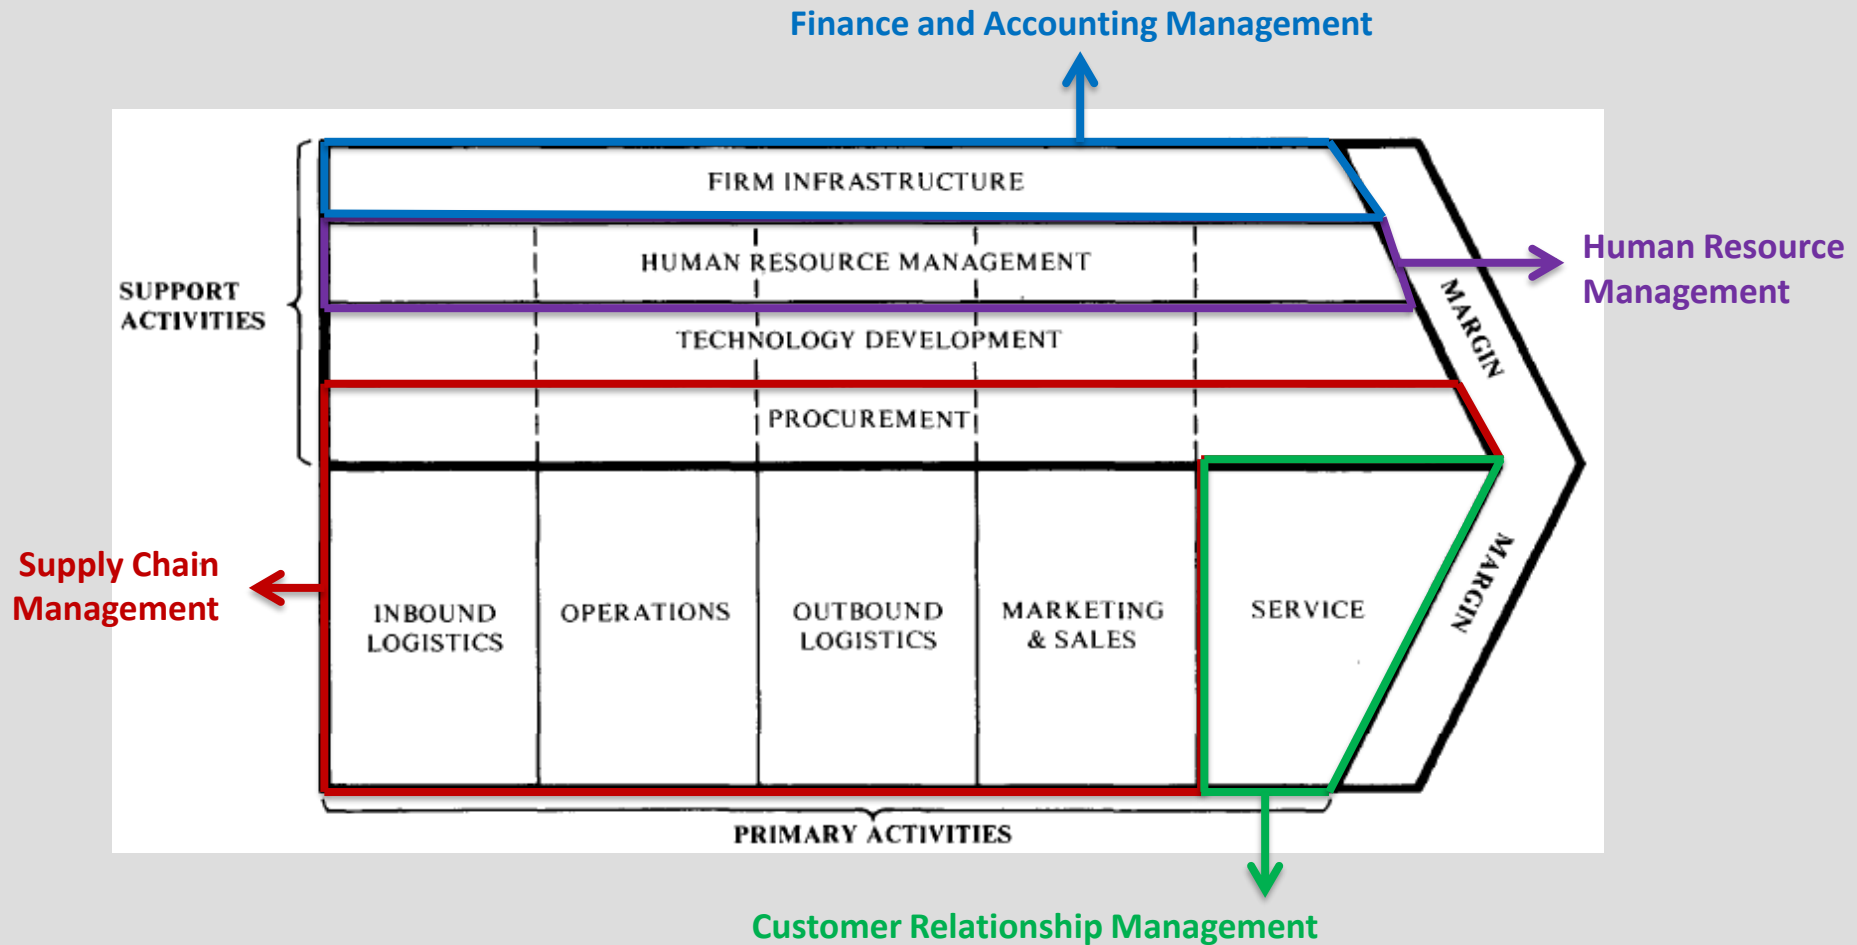 Finance and Accounting Management
FIRM INFRASTRUCTURE
HUMAN RESOURCE MANAGEMENT
Human Resource
Management
SUPPORT
ACTIVITIES
TECHNOLOGY DEVELOPMENT
MARGIN
PROCUREMENT
Supply Chain
Management
INBOUND
LOGISTICS
OPERATIONS
OUTBOUND
LOGISTICS
MARKETING
& SALES
SERVICE
MARGIN
PRIMARY ACTIVITIES
Customer Relationship Management